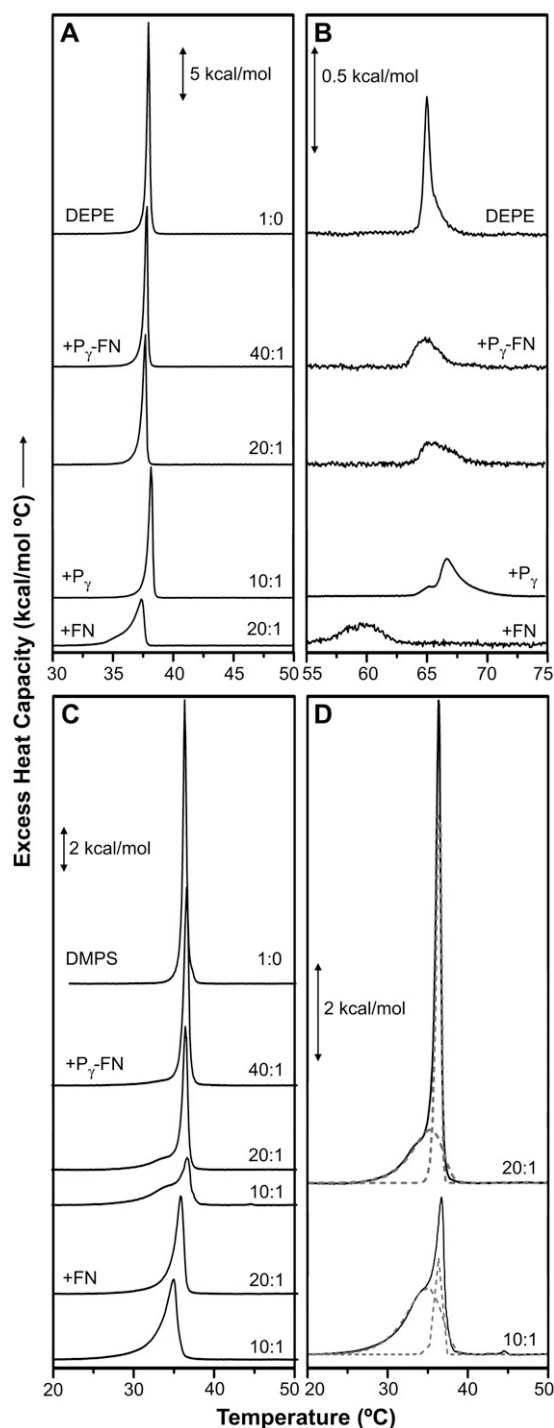 A
5 kcal/mol
DEPE
1:0
+Pγ-FN
40:1
20:1
+Pγ
10:1
+FN
20:1
30 35 40 45 50
B
0.5 kcal/mol
DEPE
+Pγ-FN
+Pγ
+FN
55 60 65 70 75
Excess Heat Capacity (kcal/mol ºC) →
C
2 kcal/mol
DMPS
1:0
+Pγ-FN
40:1
20:1
10:1
+FN
20:1
10:1
20 30 40 50
D
2 kcal/mol
20:1
10:1
20 30 40 50
Temperature (ºC)